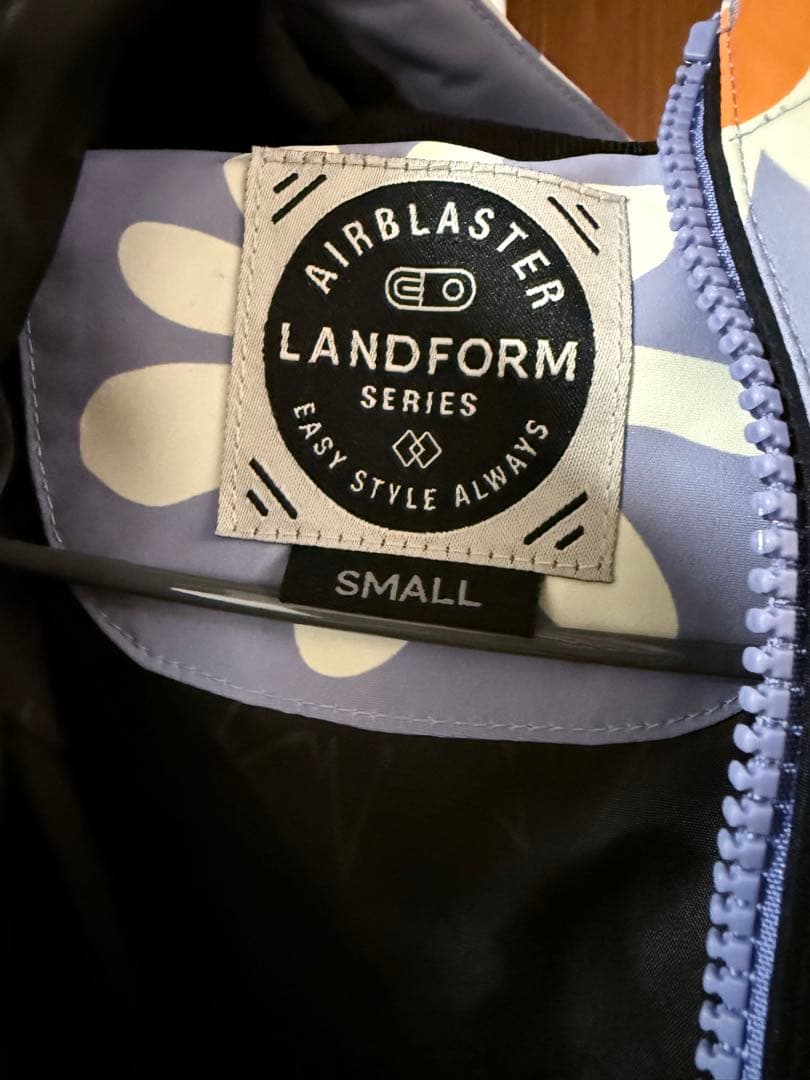 AIRBLASTER
LANDFORM
SERIES
EASY STYLE ALWAYS
SMALL